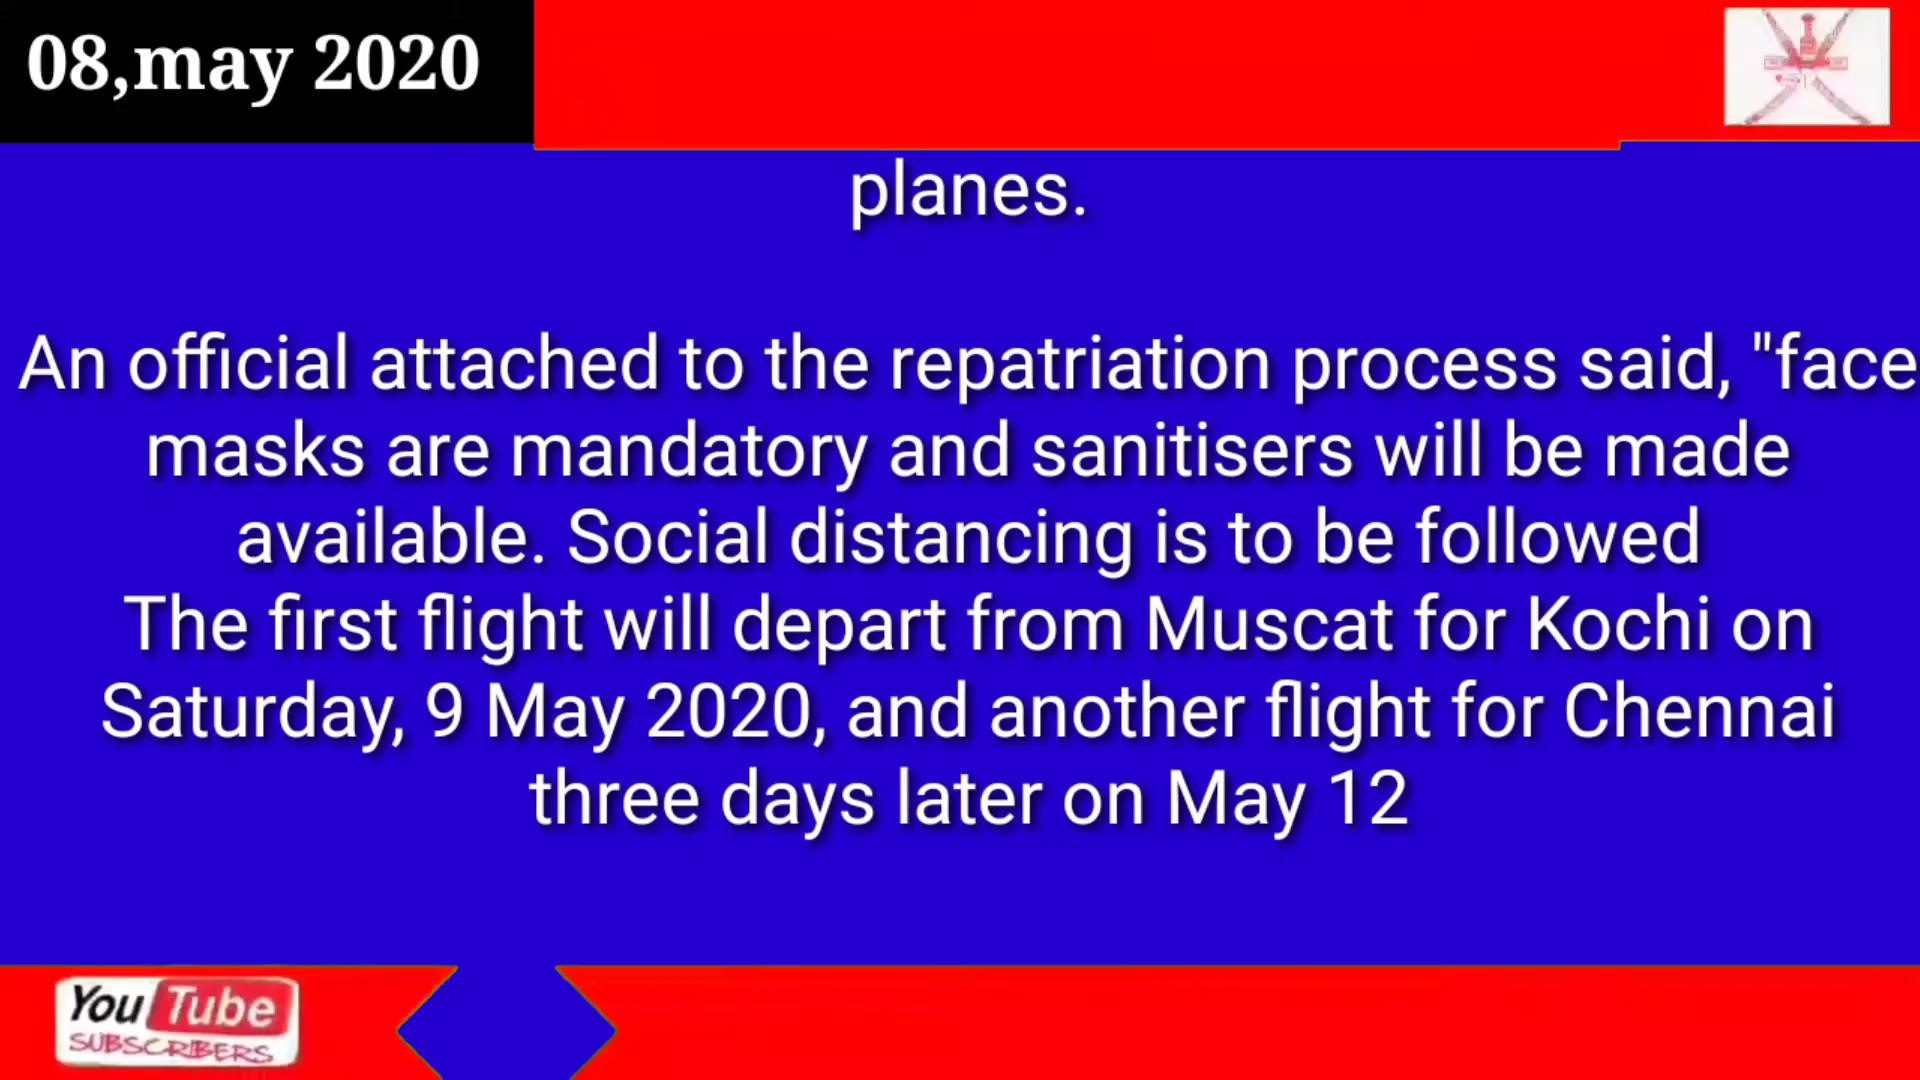 08,may 2020
planes.
An official attached to the repatriation process said, "face
masks are mandatory and sanitisers will be made
available. Social distancing is to be followed
The first flight will depart from Muscat for Kochi on
Saturday, 9 May 2020, and another flight for Chennai
three days later on May 12
You Tube
SUBSCRIBERS